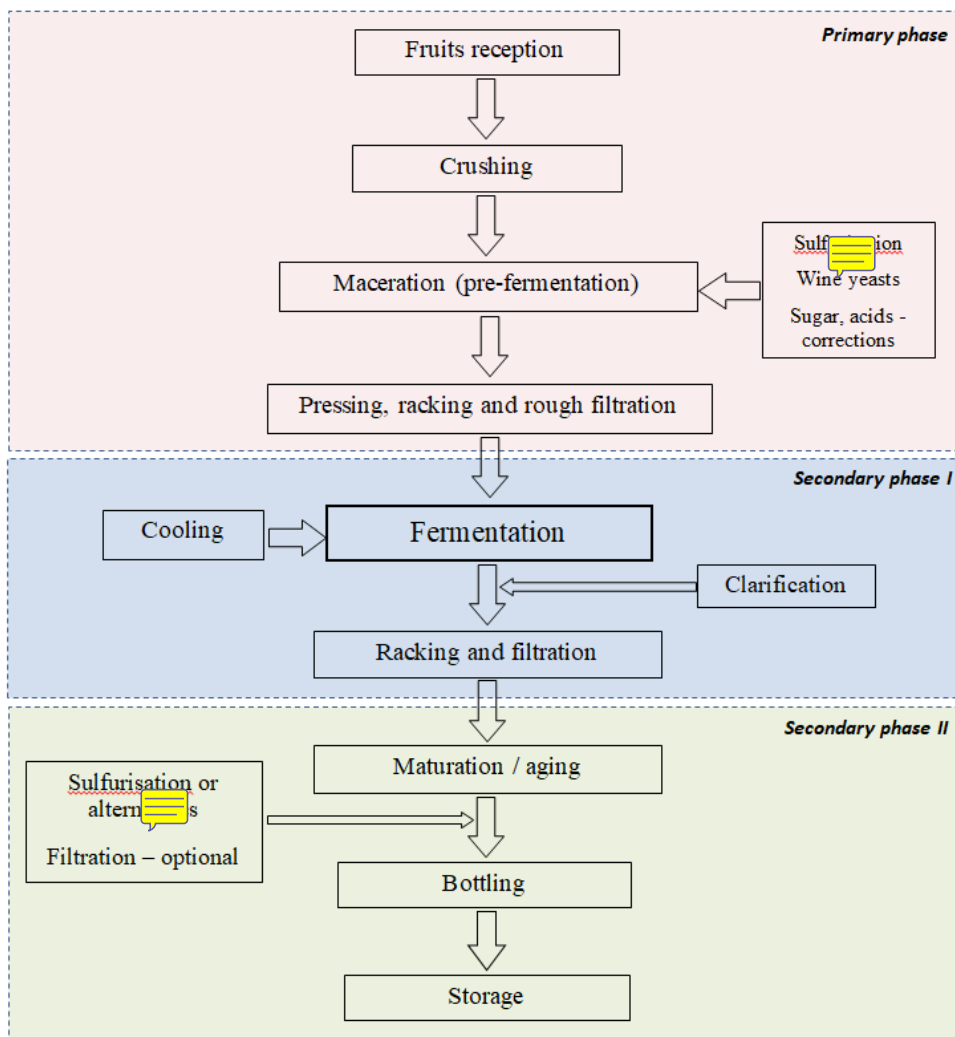 Primary phase
Fruits reception
Crushing
Maceration (pre-fermentation)
Wine yeasts
Sugar, acids -
corrections
Pressing, racking and rough filtration
Secondary phase I
Cooling
Fermentation
Clarification
Racking and filtration
Secondary phase II
Maturation / aging
Sulfurisation or
Filtration – optional
Bottling
Storage